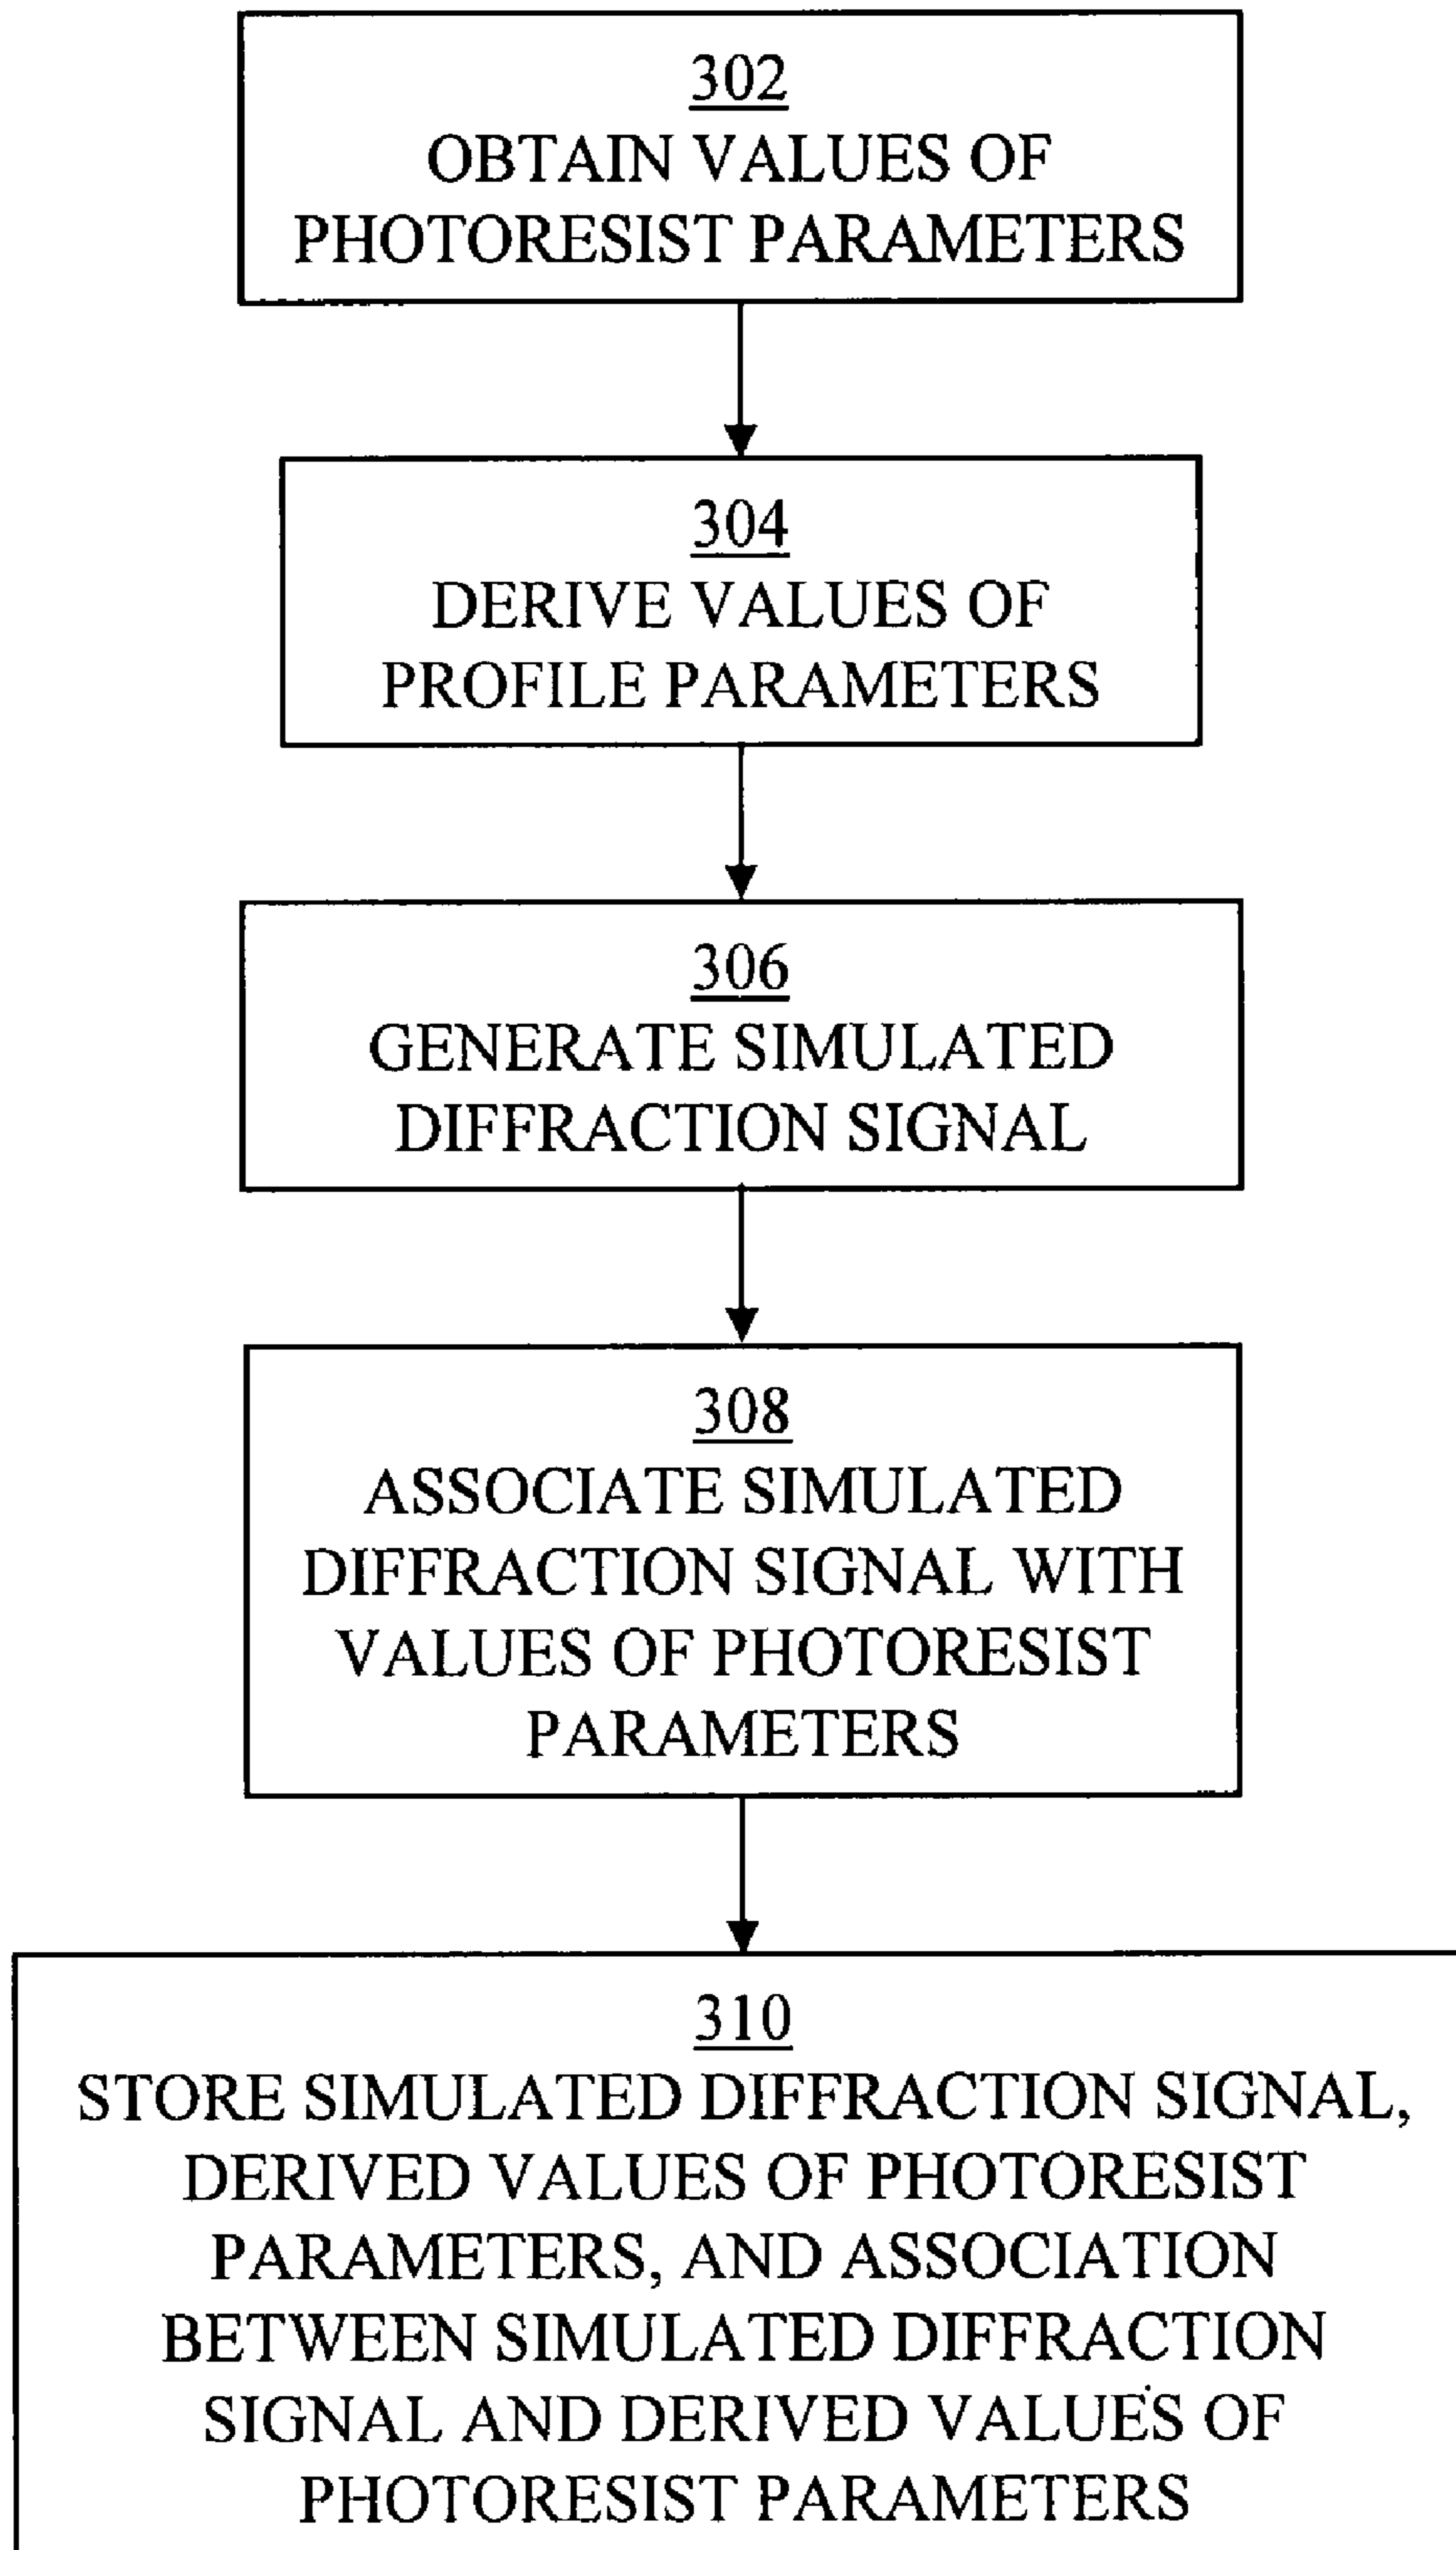 302
OBTAIN VALUES OF
PHOTORESIST PARAMETERS
304
DERIVE VALUES OF
PROFILE PARAMETERS
306
GENERATE SIMULATED
DIFFRACTION SIGNAL
308
ASSOCIATE SIMULATED
DIFFRACTION SIGNAL WITH
VALUES OF PHOTORESIST
PARAMETERS
310
STORE SIMULATED DIFFRACTION SIGNAL,
DERIVED VALUES OF PHOTORESIST
PARAMETERS, AND ASSOCIATION
BETWEEN SIMULATED DIFFRACTION
SIGNAL AND DERIVED VALUES OF
PHOTORESIST PARAMETERS